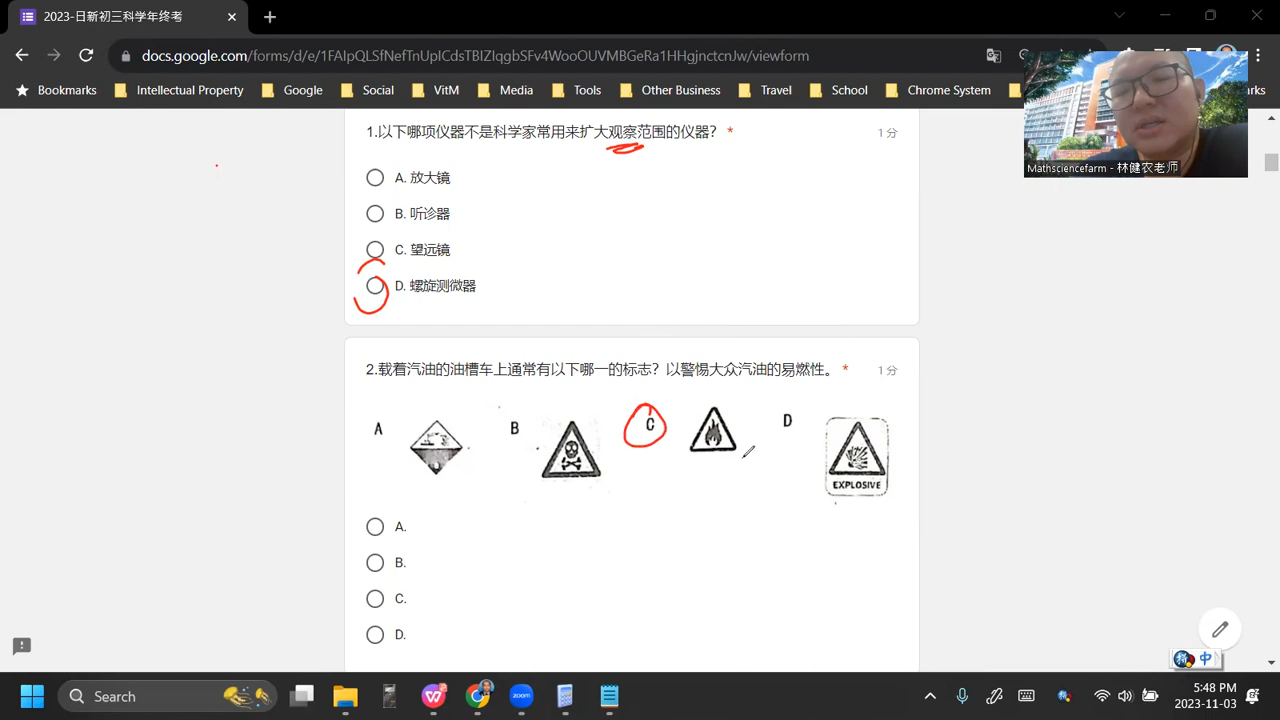 2023-日新初三科学年终考
docs.google.com/forms/d/e/1FAIpQLSfNefTnUpICdsTBIZIgqbSEv4WooOUVMBGeRa1HHgjnctcnJw/viewform
Bookmarks Intellectual Property Google Social VitM Media Tools Other Business Travel School Chrome System
1.以下哪项仪器不是科学家常用来扩大观察范围的仪器? * 1 分
A. 放大镜
B. 听诊器
C. 望远镜
D. 螺旋测微器
Mathsciencefarm - 林健农老师
2.载着汽油的油槽车上通常有以下哪一的标志? 以警惕大众汽油的易燃性。 * 1 分
A B C D
EXPLOSIVE
A.
B.
C.
D.
中
Search
zoom
5:48 PM
2023-11-03